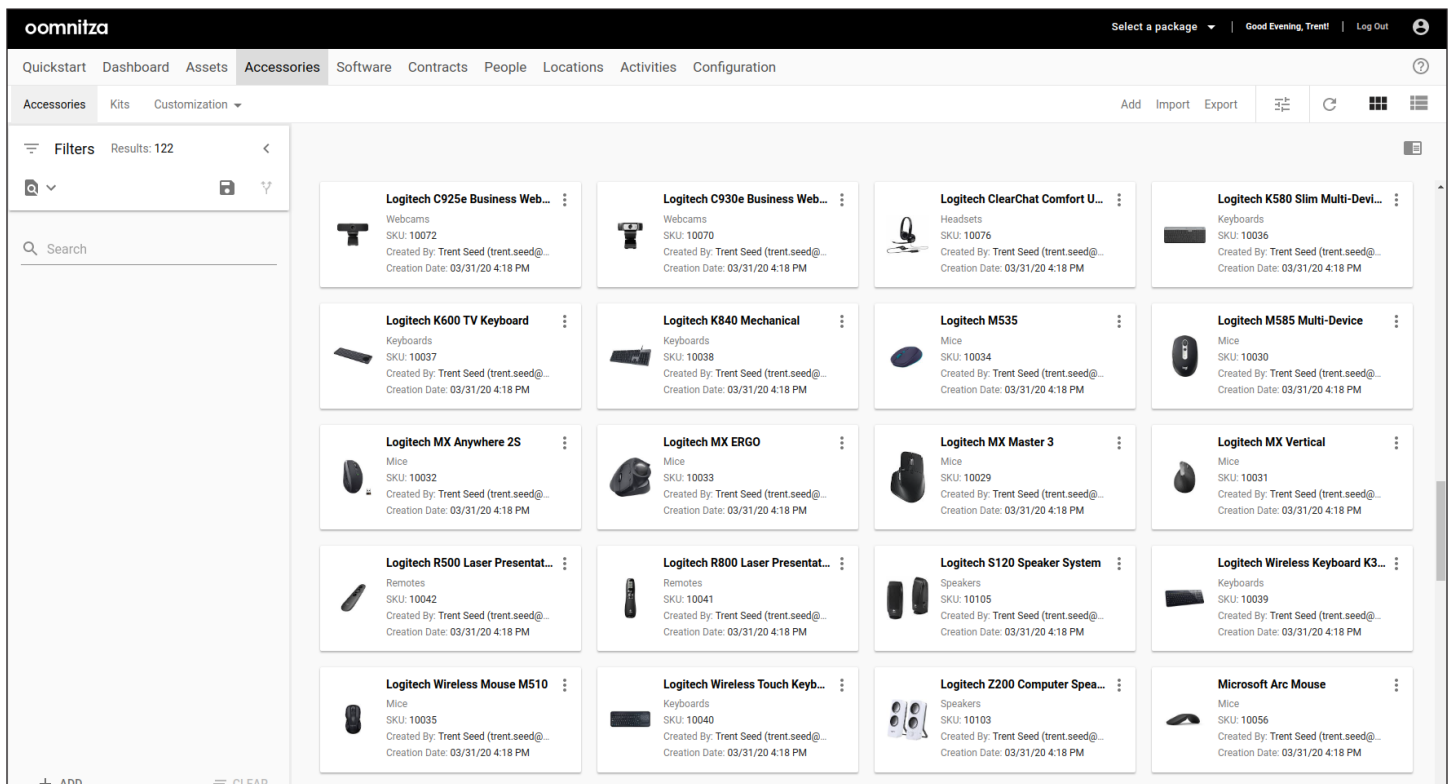 oomnitza
Select a package | Good Evening, Trent! | Log Out
Quickstart Dashboard Assets Accessories Software Contracts People Locations Activities Configuration
Accessories Kits Customization Add Import Export
Filters Results: 122
Search
Logitech C925e Business Web...
Webcams
SKU: 10072
Created By: Trent Seed (trent.seed@...
Creation Date: 03/31/20 4:18 PM
Logitech C930e Business Web...
Webcams
SKU: 10070
Created By: Trent Seed (trent.seed@...
Creation Date: 03/31/20 4:18 PM
Logitech ClearChat Comfort U...
Headsets
SKU: 10076
Created By: Trent Seed (trent.seed@...
Creation Date: 03/31/20 4:18 PM
Logitech K580 Slim Multi-Devi...
Keyboards
SKU: 10036
Created By: Trent Seed (trent.seed@...
Creation Date: 03/31/20 4:18 PM
Logitech K600 TV Keyboard
Keyboards
SKU: 10037
Created By: Trent Seed (trent.seed@...
Creation Date: 03/31/20 4:18 PM
Logitech K840 Mechanical
Keyboards
SKU: 10038
Created By: Trent Seed (trent.seed@...
Creation Date: 03/31/20 4:18 PM
Logitech M535
Mice
SKU: 10034
Created By: Trent Seed (trent.seed@...
Creation Date: 03/31/20 4:18 PM
Logitech M585 Multi-Device
Mice
SKU: 10030
Created By: Trent Seed (trent.seed@...
Creation Date: 03/31/20 4:18 PM
Logitech MX Anywhere 2S
Mice
SKU: 10032
Created By: Trent Seed (trent.seed@...
Creation Date: 03/31/20 4:18 PM
Logitech MX ERGO
Mice
SKU: 10033
Created By: Trent Seed (trent.seed@...
Creation Date: 03/31/20 4:18 PM
Logitech MX Master 3
Mice
SKU: 10029
Created By: Trent Seed (trent.seed@...
Creation Date: 03/31/20 4:18 PM
Logitech MX Vertical
Mice
SKU: 10031
Created By: Trent Seed (trent.seed@...
Creation Date: 03/31/20 4:18 PM
Logitech R500 Laser Presentat...
Remotes
SKU: 10042
Created By: Trent Seed (trent.seed@...
Creation Date: 03/31/20 4:18 PM
Logitech R800 Laser Presentat...
Remotes
SKU: 10041
Created By: Trent Seed (trent.seed@...
Creation Date: 03/31/20 4:18 PM
Logitech S120 Speaker System
Speakers
SKU: 10105
Created By: Trent Seed (trent.seed@...
Creation Date: 03/31/20 4:18 PM
Logitech Wireless Keyboard K3...
Keyboards
SKU: 10039
Created By: Trent Seed (trent.seed@...
Creation Date: 03/31/20 4:18 PM
Logitech Wireless Mouse M510
Mice
SKU: 10035
Created By: Trent Seed (trent.seed@...
Creation Date: 03/31/20 4:18 PM
Logitech Wireless Touch Keyb...
Keyboards
SKU: 10040
Created By: Trent Seed (trent.seed@...
Creation Date: 03/31/20 4:18 PM
Logitech Z200 Computer Spea...
Speakers
SKU: 10103
Created By: Trent Seed (trent.seed@...
Creation Date: 03/31/20 4:18 PM
Microsoft Arc Mouse
Mice
SKU: 10056
Created By: Trent Seed (trent.seed@...
Creation Date: 03/31/20 4:18 PM
+ ADD CLEAR